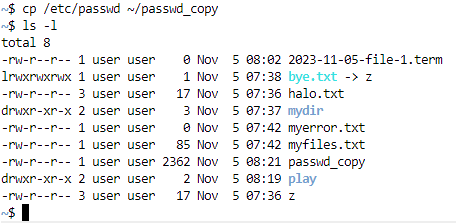 ~$ cp /etc/passwd ~/passwd_copy
~$ ls -l
total 8
-rw-r--r-- 1 user user    0 Nov  5 08:02 2023-11-05-file-1.term
lrwxrwxrwx 1 user user    1 Nov  5 07:38 bye.txt -> z
-rw-r--r-- 3 user user   17 Nov  5 07:36 halo.txt
drwxr-xr-x 2 user user    3 Nov  5 07:37 mydir
-rw-r--r-- 1 user user    0 Nov  5 07:42 myerror.txt
-rw-r--r-- 1 user user   85 Nov  5 07:42 myfiles.txt
-rw-r--r-- 1 user user 2362 Nov  5 08:21 passwd_copy
drwxr-xr-x 2 user user    2 Nov  5 08:19 play
-rw-r--r-- 3 user user   17 Nov  5 07:36 z
~$